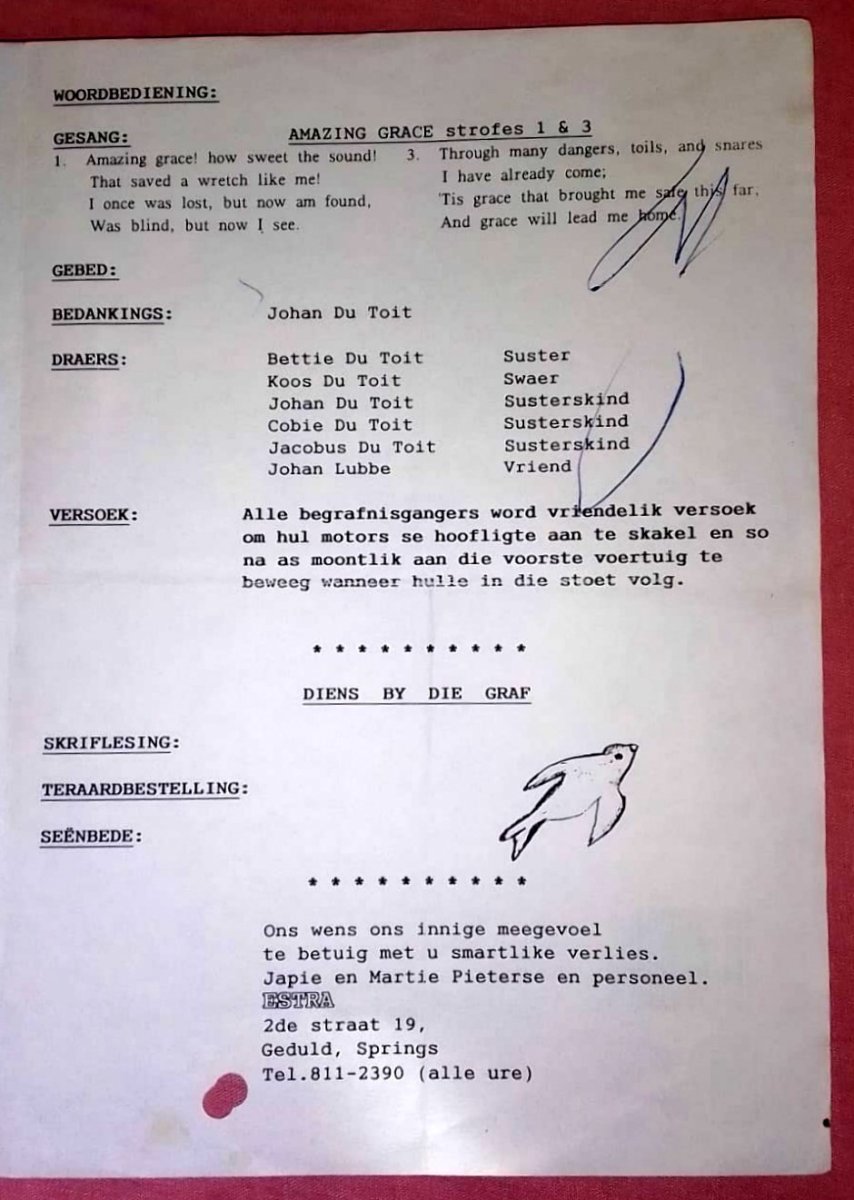 WOORDBEDIENING:
GESANG: AMAZING GRACE strofes 1 & 3
1. Amazing grace! how sweet the sound!
That saved a wretch like me!
I once was lost, but now am found,
Was blind, but now I see.
3. Through many dangers, toils, and snares
I have already come;
'Tis grace that brought me safe this far,
And grace will lead me home.
GEBED:
BEDANKINGS: Johan Du Toit
DRAERS: Bettie Du Toit Suster
Koos Du Toit Swaer
Johan Du Toit Susterskind
Cobie Du Toit Susterskind
Jacobus Du Toit Susterskind
Johan Lubbe Vriend
VERSOEK: Alle begrafnisgangers word vriendelik versoek
om hul motors se hoofligte aan te skakel en so
na as moontlik aan die voorste voertuig te
beweeg wanneer hulle in die stoet volg.
* * * * * * * * * *
DIENS BY DIE GRAF
SKRIFLESING:
TERAARDBESTELLING:
SEËNBEDE:
* * * * * * * * * *
Ons wens ons innige meegevoel
te betuig met u smartlike verlies.
Japie en Martie Pieterse en personeel.
ESTRA
2de straat 19,
Geduld, Springs
Tel.811-2390 (alle ure)